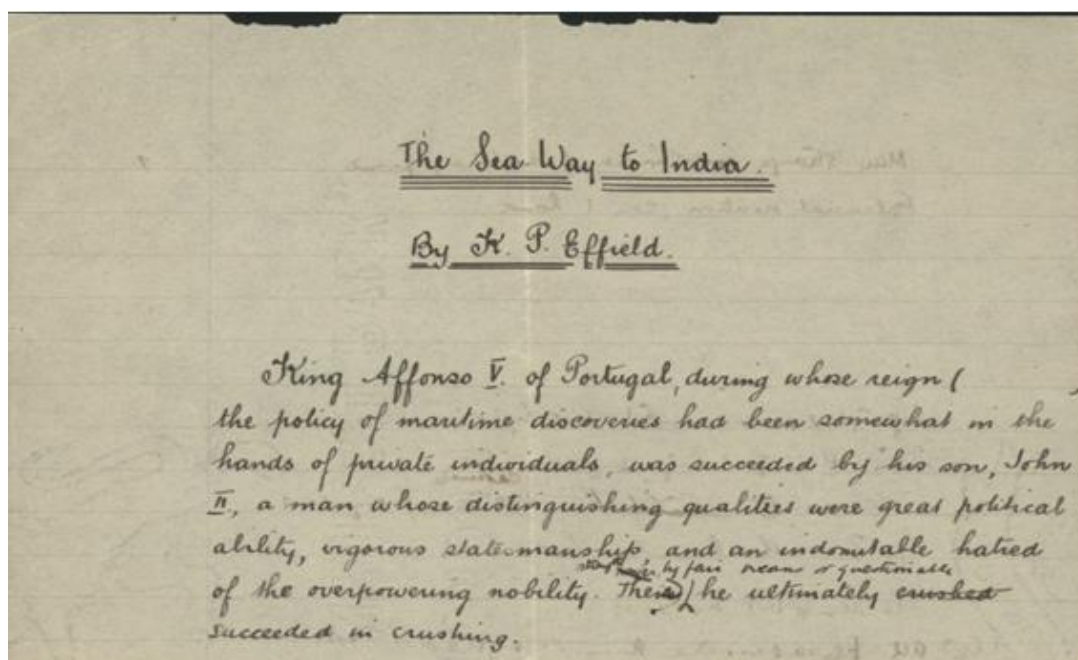 The Sea Way to India.
By K. P. Effield.
King Affonso V. of Portugal, during whose reign (
the policy of maritime discoveries had been somewhat in the
hands of private individuals, was succeeded by his son, John
II, a man whose distinguishing qualities were great political
ability, vigorous statesmanship, and an indomitable hatred
by fair means or questionable
of the overpowering nobility. These he ultimately crushed
succeeded in crushing.